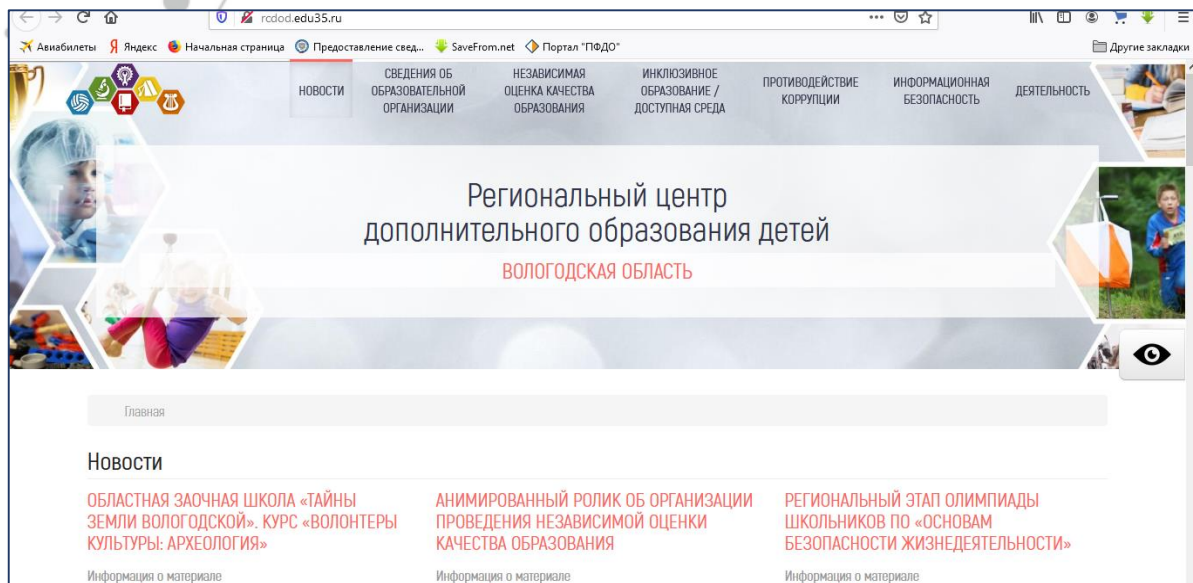 rcdod.edu35.ru
Авиабилеты Яндекс Начальная страница Предоставление свед... SaveFrom.net Портал "ПФДО" Другие закладки
НОВОСТИ
СВЕДЕНИЯ ОБ
ОБРАЗОВАТЕЛЬНОЙ
ОРГАНИЗАЦИИ
НЕЗАВИСИМАЯ
ОЦЕНКА КАЧЕСТВА
ОБРАЗОВАНИЯ
ИНКЛЮЗИВНОЕ
ОБРАЗОВАНИЕ /
ДОСТУПНАЯ СРЕДА
ПРОТИВОДЕЙСТВИЕ
КОРРУПЦИИ
ИНФОРМАЦИОННАЯ
БЕЗОПАСНОСТЬ
ДЕЯТЕЛЬНОСТЬ
Региональный центр
дополнительного образования детей
ВОЛОГОДСКАЯ ОБЛАСТЬ
Главная
Новости
ОБЛАСТНАЯ ЗАОЧНАЯ ШКОЛА «ТАЙНЫ
ЗЕМЛИ ВОЛОГОДСКОЙ». КУРС «ВОЛОНТЕРЫ
КУЛЬТУРЫ: АРХЕОЛОГИЯ»
Информация о материале
АНИМИРОВАННЫЙ РОЛИК ОБ ОРГАНИЗАЦИИ
ПРОВЕДЕНИЯ НЕЗАВИСИМОЙ ОЦЕНКИ
КАЧЕСТВА ОБРАЗОВАНИЯ
Информация о материале
РЕГИОНАЛЬНЫЙ ЭТАП ОЛИМПИАДЫ
ШКОЛЬНИКОВ ПО «ОСНОВАМ
БЕЗОПАСНОСТИ ЖИЗНЕДЕЯТЕЛЬНОСТИ»
Информация о материале